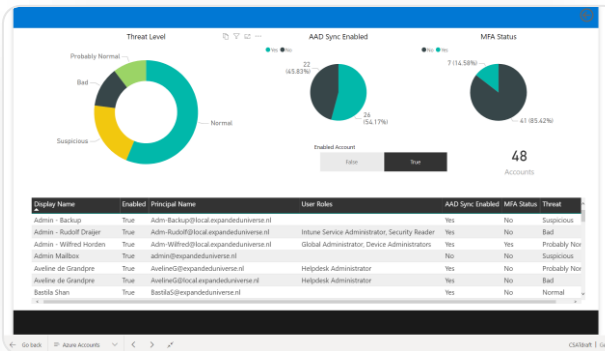 Threat Level
AAD Sync Enabled
MFA Status
Probably Normal
Bad
Suspicious
Normal
Yes No
22
(45.83%)
26
(54.17%)
No Yes
7 (14.58%)
41 (85.42%)
Enabled Account
False True
48
Accounts
Display Name Enabled Principal Name User Roles AAD Sync Enabled MFA Status Threat
Admin - Backup True Adm-Backup@local.expandeduniverse.nl Yes No Suspicious
Admin - Rudolf Draijer True Adm-Rudolf@local.expandeduniverse.nl Intune Service Administrator, Security Reader Yes No Bad
Admin - Wilfred Horden True Adm-Wilfred@local.expandeduniverse.nl Global Administrator, Device Administrators Yes Yes Probably Nor
Admin Mailbox True admin@expandeduniverse.nl No No Suspicious
Aveline de Grandpre True AvelineG@expandeduniverse.nl Helpdesk Administrator Yes No Probably Nor
Aveline de Grandpre True AvelineG@local.expandeduniverse.nl Helpdesk Administrator Yes No Bad
Bastila Shan True BastilaS@expandeduniverse.nl Yes No Normal
Go back Azure Accounts